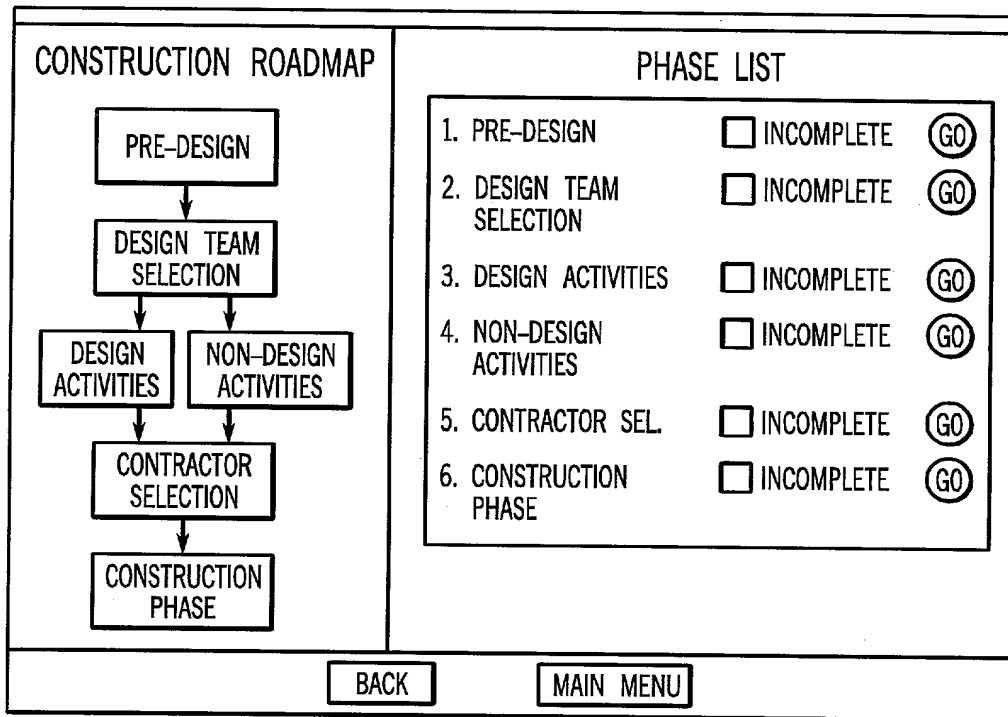 CONSTRUCTION ROADMAP
PRE-DESIGN
DESIGN TEAM
SELECTION
DESIGN
ACTIVITIES
NON-DESIGN
ACTIVITIES
CONTRACTOR
SELECTION
CONSTRUCTION
PHASE
PHASE LIST
1. PRE-DESIGN INCOMPLETE GO
2. DESIGN TEAM INCOMPLETE GO
SELECTION
3. DESIGN ACTIVITIES INCOMPLETE GO
4. NON-DESIGN INCOMPLETE GO
ACTIVITIES
5. CONTRACTOR SEL. INCOMPLETE GO
6. CONSTRUCTION INCOMPLETE GO
PHASE
BACK MAIN MENU